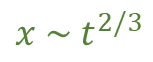 x ~ t^{2/3}